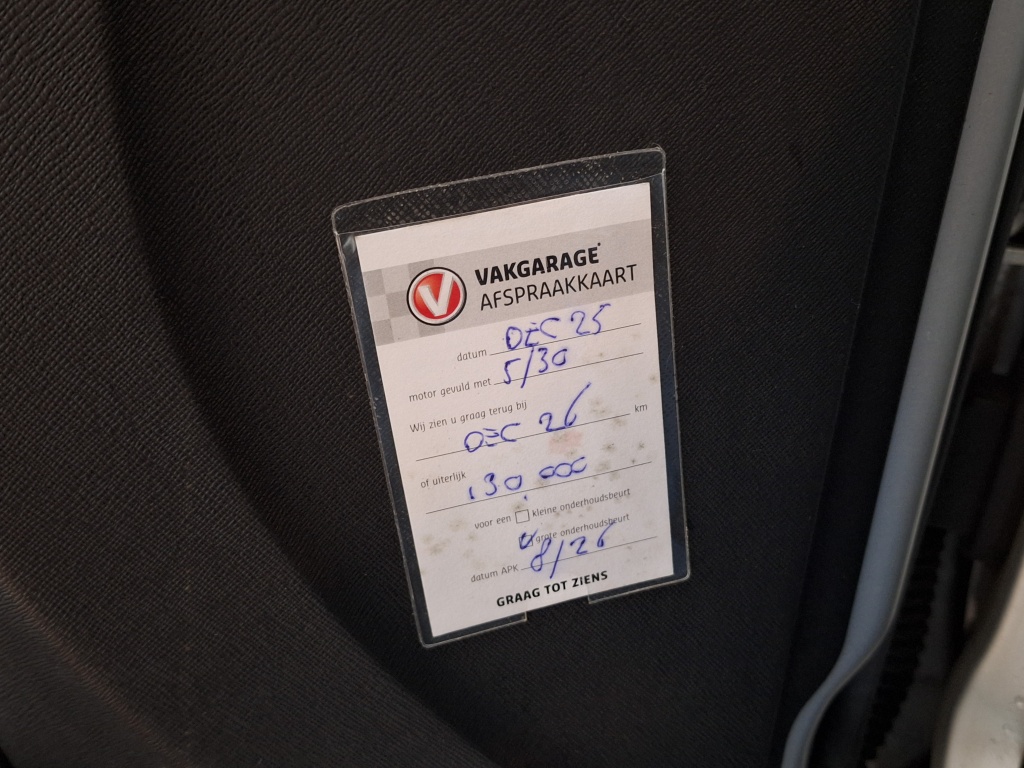 V VAKGARAGE
AFSPRAAKKAART
datum DEC 25
motor gevuld met 5/30
Wij zien u graag terug bij
DEC 26 km
of uiterlijk
130.000
voor een kleine onderhoudsbeurt
grote onderhoudsbeurt
datum APK 8/26
GRAAG TOT ZIENS